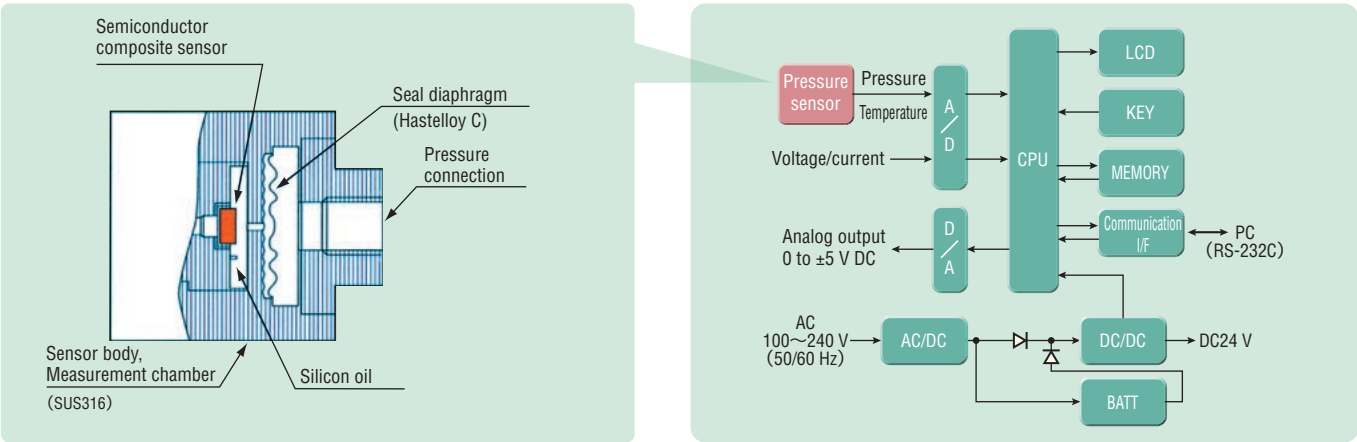 Semiconductor
composite sensor
Seal diaphragm
(Hastelloy C)
Pressure
connection
Sensor body,
Measurement chamber
(SUS316)
Silicon oil
Pressure
sensor
Pressure
Temperature
Voltage/current
A/D
CPU
LCD
KEY
MEMORY
Communication
I/F
PC
(RS-232C)
Analog output
0 to ±5 V DC
D/A
AC
100~240 V
(50/60 Hz)
AC/DC
DC/DC
DC24 V
BATT